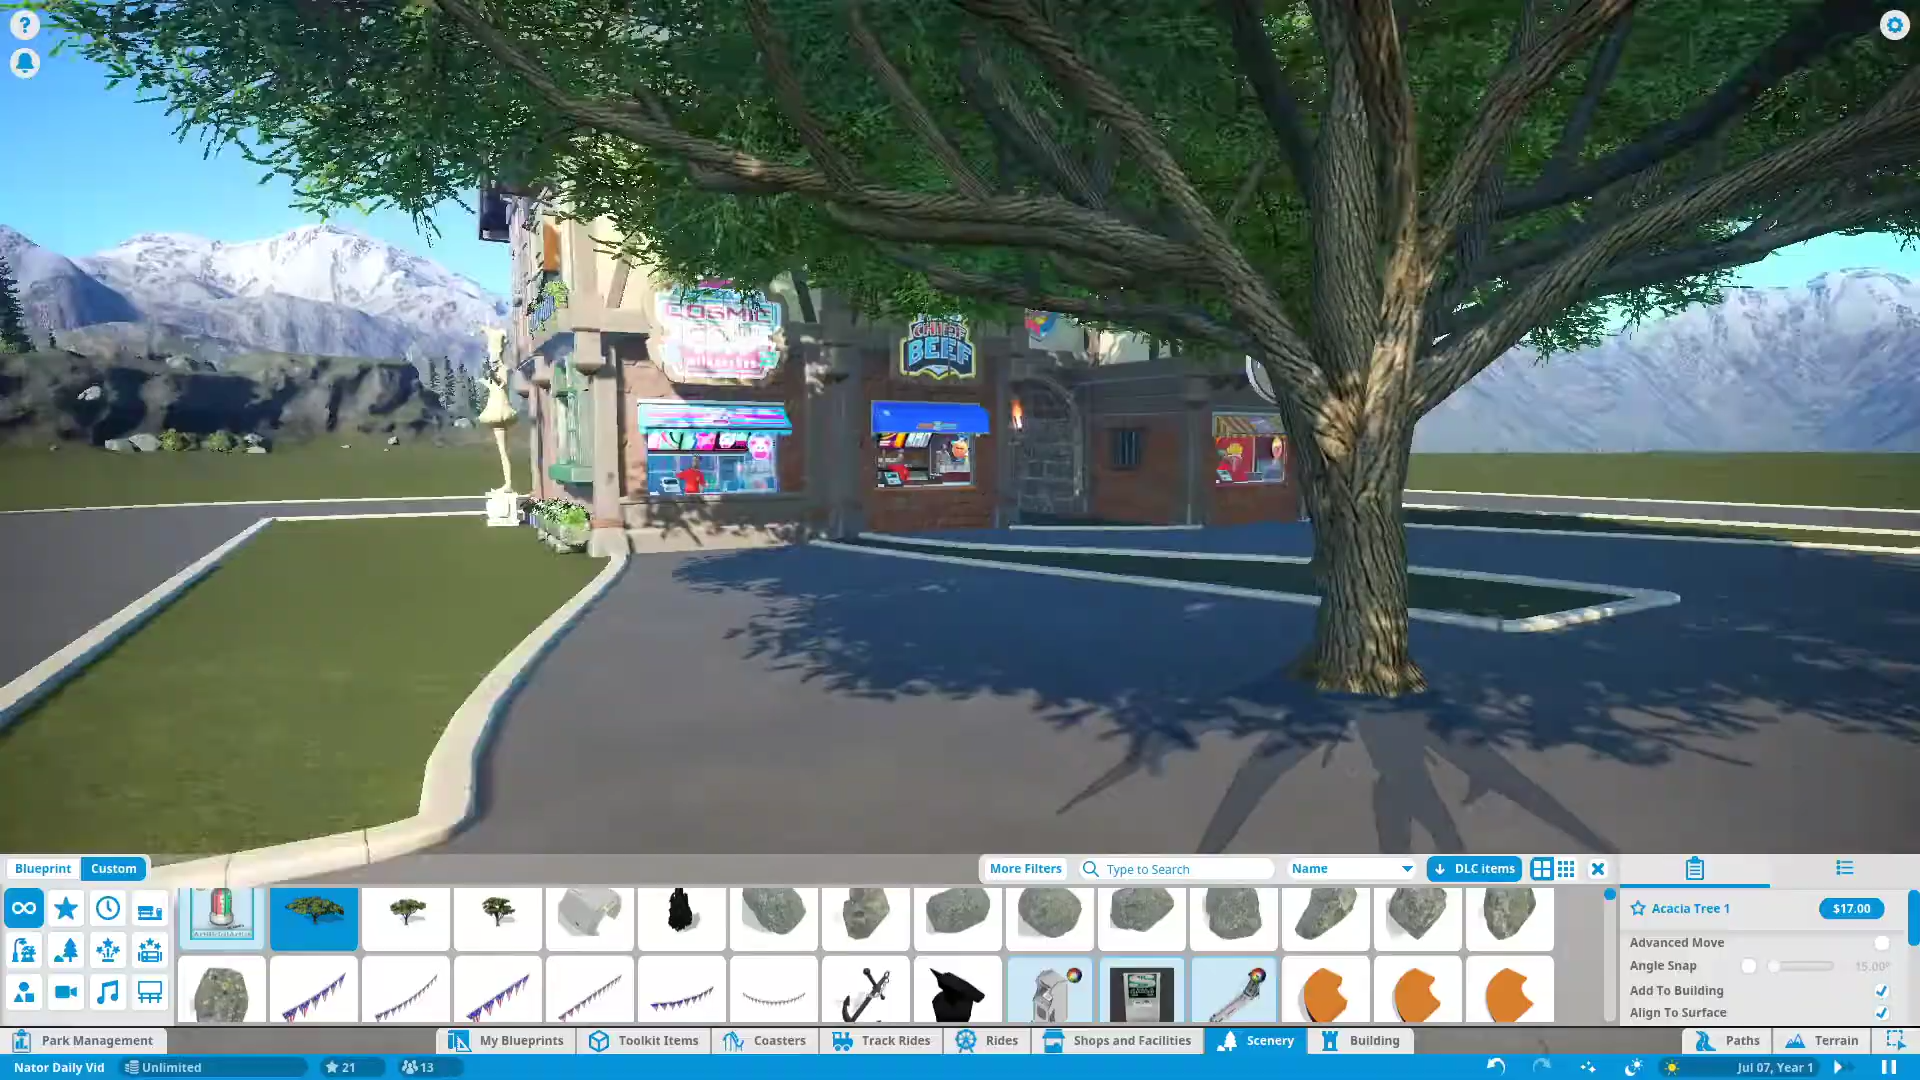 ?
COSMIC
CHIEF
BEEF
Blueprint
Custom
More Filters
Type to Search
Name
DLC items
Acacia Tree 1
$17.00
Advanced Move
Angle Snap
15.00°
Add To Building
Align To Surface
Park Management
My Blueprints
Toolkit Items
Coasters
Track Rides
Rides
Shops and Facilities
Scenery
Building
Paths
Terrain
Nator Daily Vid
Unlimited
21
13
Jul 07, Year 1